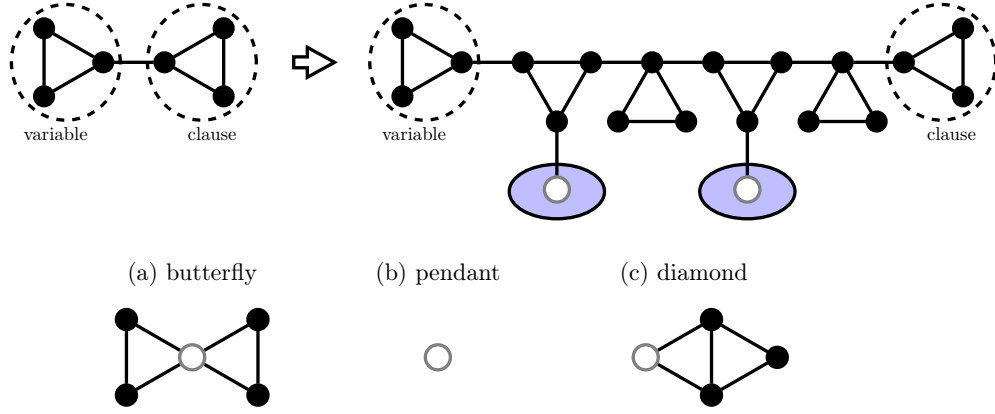 variable clause variable clause
(a) butterfly (b) pendant (c) diamond